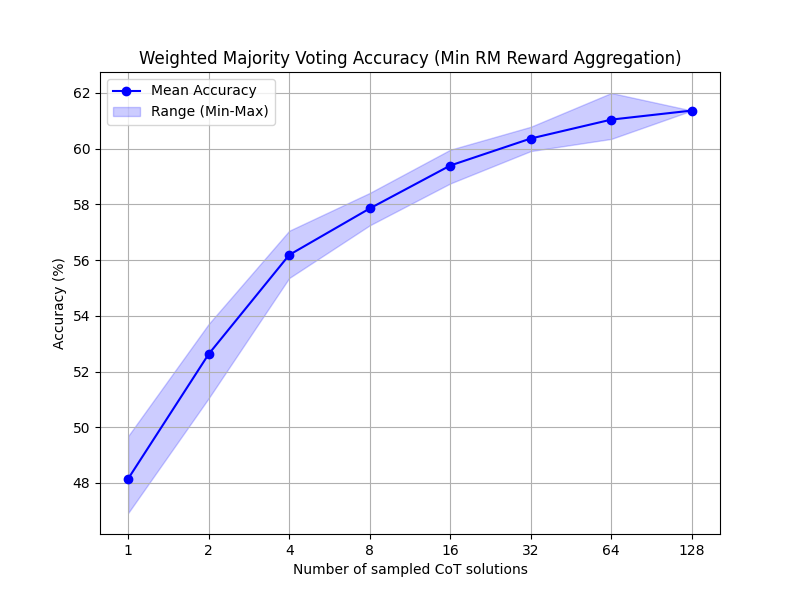 Weighted Majority Voting Accuracy (Min RM Reward Aggregation)
Mean Accuracy
Range (Min-Max)
62
60
58
56
54
52
50
48
Accuracy (%)
1 2 4 8 16 32 64 128
Number of sampled CoT solutions